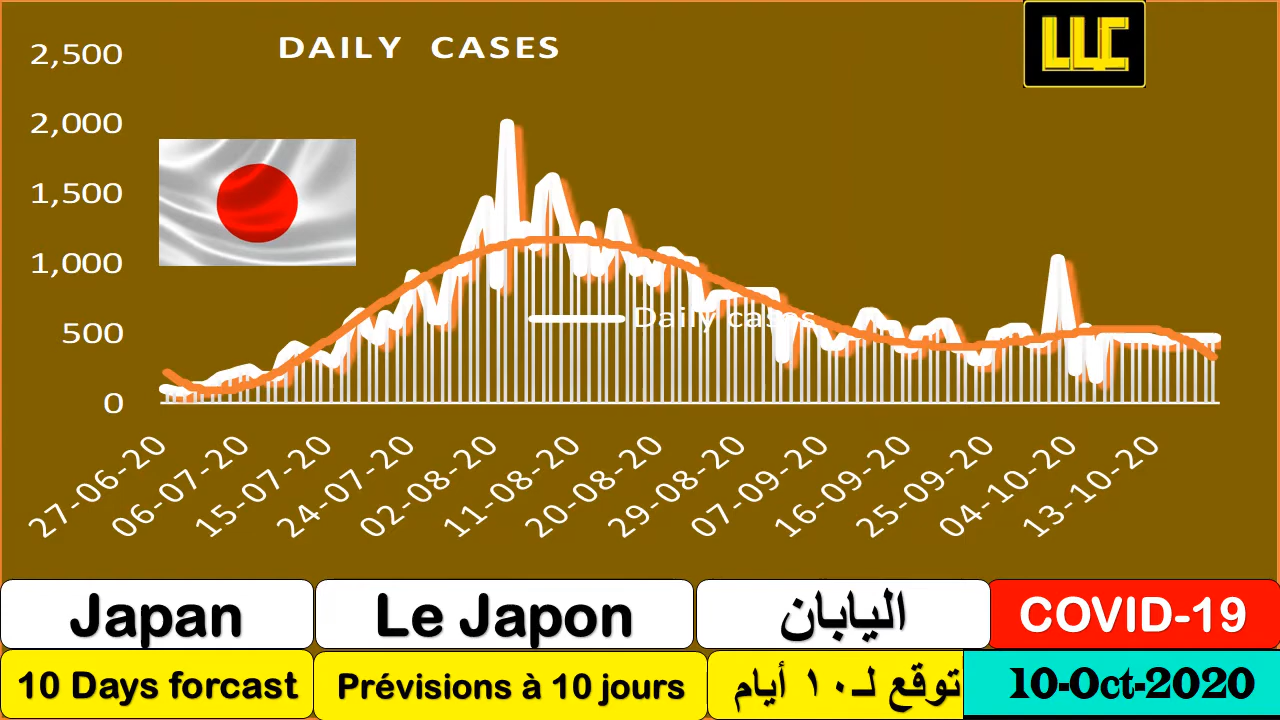 DAILY CASES
LLC
2,500
2,000
1,500
1,000
500
0
Daily cases
27-06-20
06-07-20
15-07-20
24-07-20
02-08-20
11-08-20
20-08-20
29-08-20
07-09-20
16-09-20
25-09-20
04-10-20
13-10-20
Japan
Le Japon
اليابان
COVID-19
10 Days forcast
Prévisions à 10 jours
توقع لـ١٠ أيام
10-Oct-2020